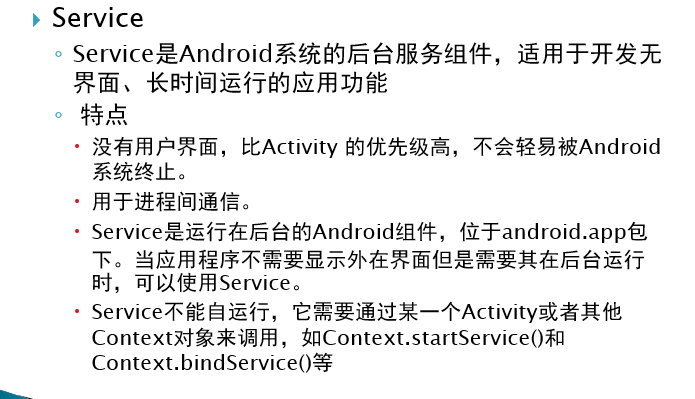 Service
Service是Android系统的后台服务组件，适用于开发无
界面、长时间运行的应用功能
特点
没有用户界面，比Activity 的优先级高，不会轻易被Android
系统终止。
用于进程间通信。
Service是运行在后台的Android组件，位于android.app包
下。当应用程序不需要显示外在界面但是需要其在后台运行
时，可以使用Service。
Service不能自运行，它需要通过某一个Activity或者其他
Context对象来调用，如Context.startService()和
Context.bindService()等